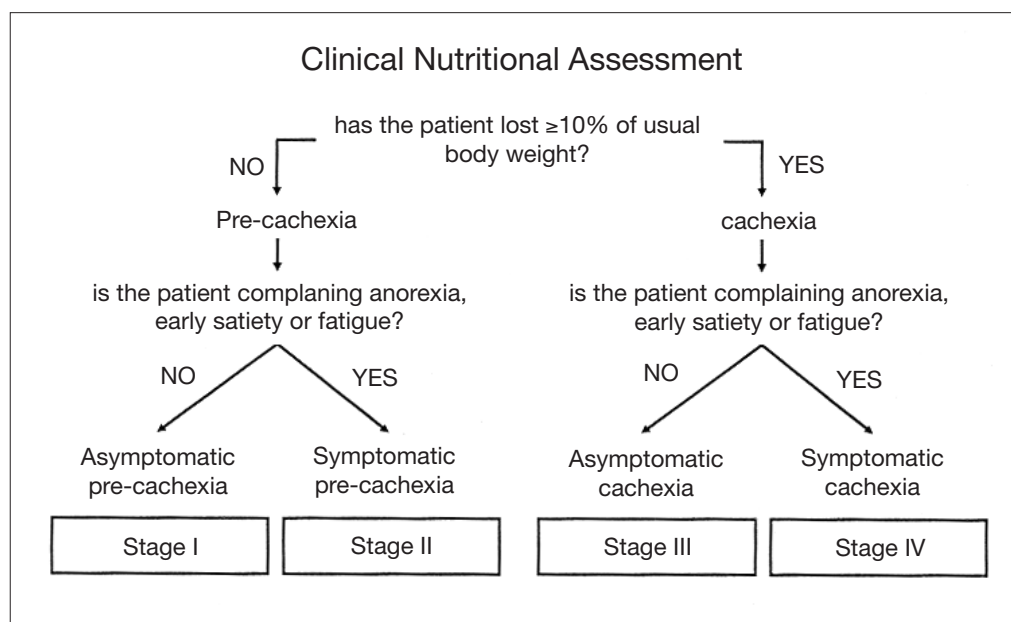 Clinical Nutritional Assessment
has the patient lost ≥10% of usual
body weight?
NO
YES
Pre-cachexia
cachexia
is the patient complaning anorexia,
early satiety or fatigue?
is the patient complaining anorexia,
early satiety or fatigue?
NO
YES
NO
YES
Asymptomatic
pre-cachexia
Symptomatic
pre-cachexia
Asymptomatic
cachexia
Symptomatic
cachexia
Stage I
Stage II
Stage III
Stage IV